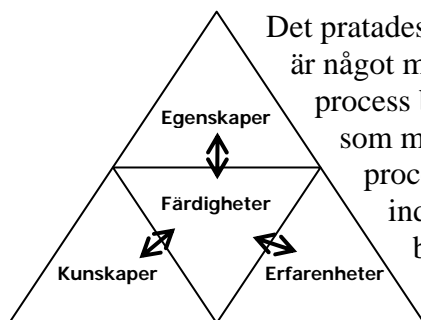 Det pratades
är något m
process b
som m
proc
ind
b
Egenskaper
Färdigheter
Kunskaper
Erfarenheter